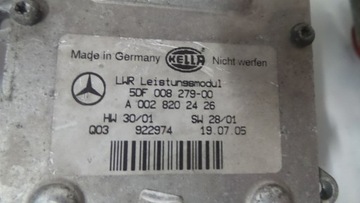 Made in Germany HELLA Nicht werfen
LWR Leistungsmodul
5DF 008 279-00
A 002 820 24 26
HW 30/01 SW 28/01
Q03 922974 19.07.05